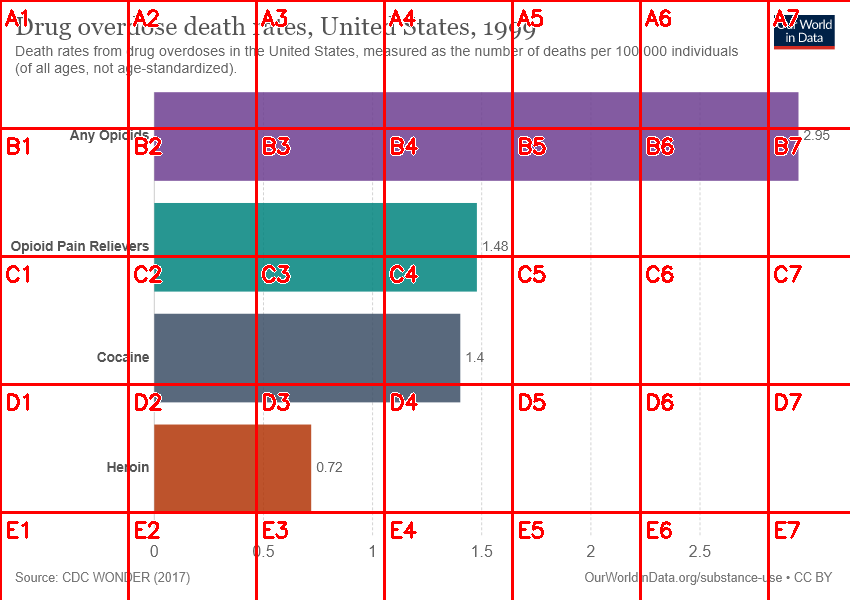 Drug overdose death rates, United States, 1999
Our World
in Data
Death rates from drug overdoses in the United States, measured as the number of deaths per 100,000 individuals
(of all ages, not age-standardized).
Any Opioids
2.95
Opioid Pain Relievers
1.48
Cocaine
1.4
Heroin
0.72
0 0.5 1 1.5 2 2.5
Source: CDC WONDER (2017)
OurWorldInData.org/substance-use • CC BY
A1 A2 A3 A4 A5 A6 A7
B1 B2 B3 B4 B5 B6 B7
C1 C2 C3 C4 C5 C6 C7
D1 D2 D3 D4 D5 D6 D7
E1 E2 E3 E4 E5 E6 E7